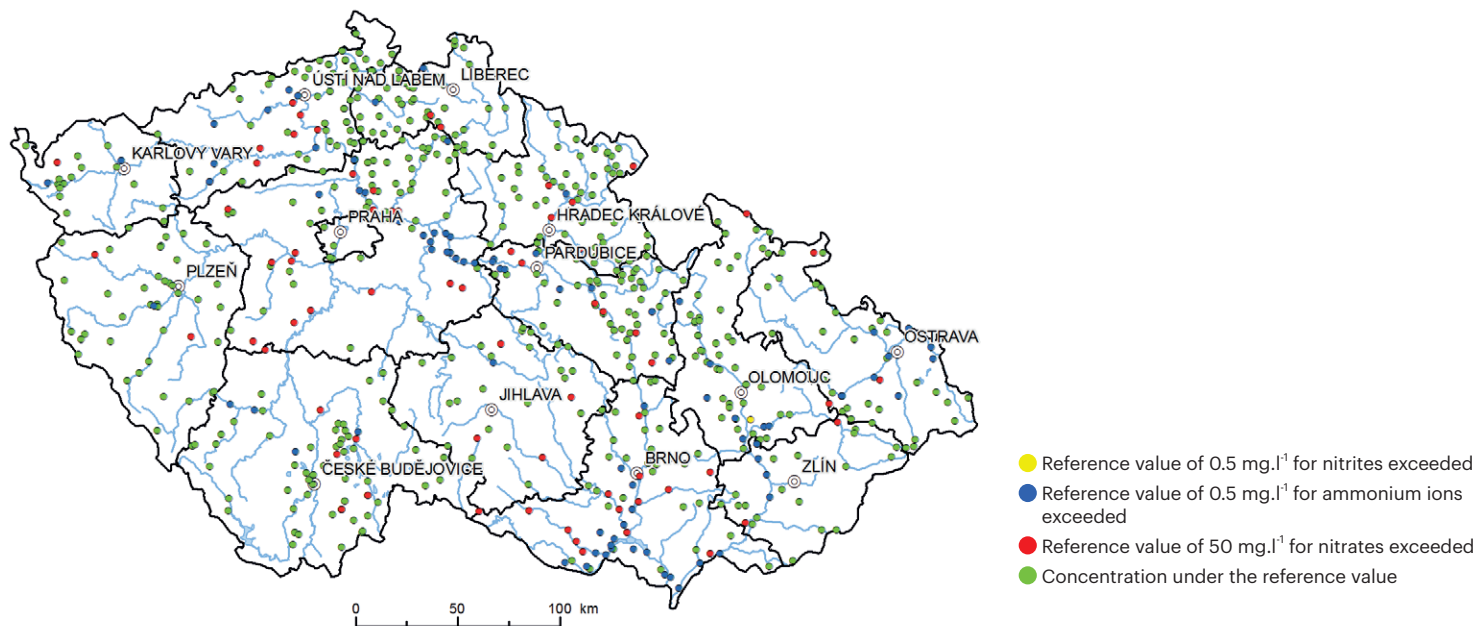 ÚSTÍ NAD LABEM
LIBEREC
KARLOVY VARY
PRAHA
HRADEC KRÁLOVÉ
PARDUBICE
PLZEŇ
OSTRAVA
OLOMOUC
JIHLAVA
BRNO
ZLÍN
ČESKÉ BUDĚJOVICE
Reference value of 0.5 mg.l⁻¹ for nitrites exceeded
Reference value of 0.5 mg.l⁻¹ for ammonium ions
exceeded
Reference value of 50 mg.l⁻¹ for nitrates exceeded
Concentration under the reference value
0 50 100 km